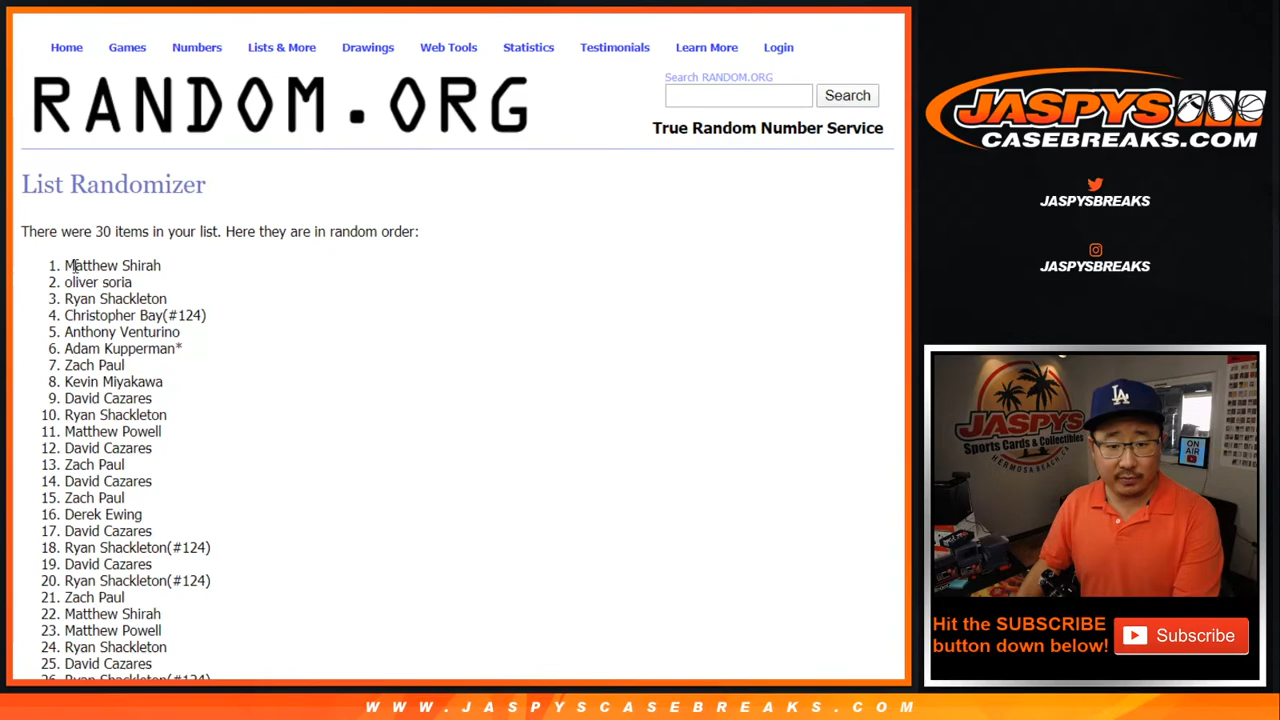 Home Games Numbers Lists & More Drawings Web Tools Statistics Testimonials Learn More Login
RANDOM.ORG
Search RANDOM.ORG
Search
True Random Number Service
List Randomizer
There were 30 items in your list. Here they are in random order:
1. Matthew Shirah
2. oliver soria
3. Ryan Shackleton
4. Christopher Bay(#124)
5. Anthony Venturino
6. Adam Kupperman*
7. Zach Paul
8. Kevin Miyakawa
9. David Cazares
10. Ryan Shackleton
11. Matthew Powell
12. David Cazares
13. Zach Paul
14. David Cazares
15. Zach Paul
16. Derek Ewing
17. David Cazares
18. Ryan Shackleton(#124)
19. David Cazares
20. Ryan Shackleton(#124)
21. Zach Paul
22. Matthew Shirah
23. Matthew Powell
24. Ryan Shackleton
25. David Cazares
26. Ryan Shackleton(#124)
JASPYS
CASEBREAKS.COM
JASPYSBREAKS
JASPYSBREAKS
JASPYS
Sports Cards & Collectibles
HERMOSA BEACH, CA
LA
ON
AIR
Hit the SUBSCRIBE
button down below!
Subscribe
WWW.JASPYSCASEBREAKS.COM